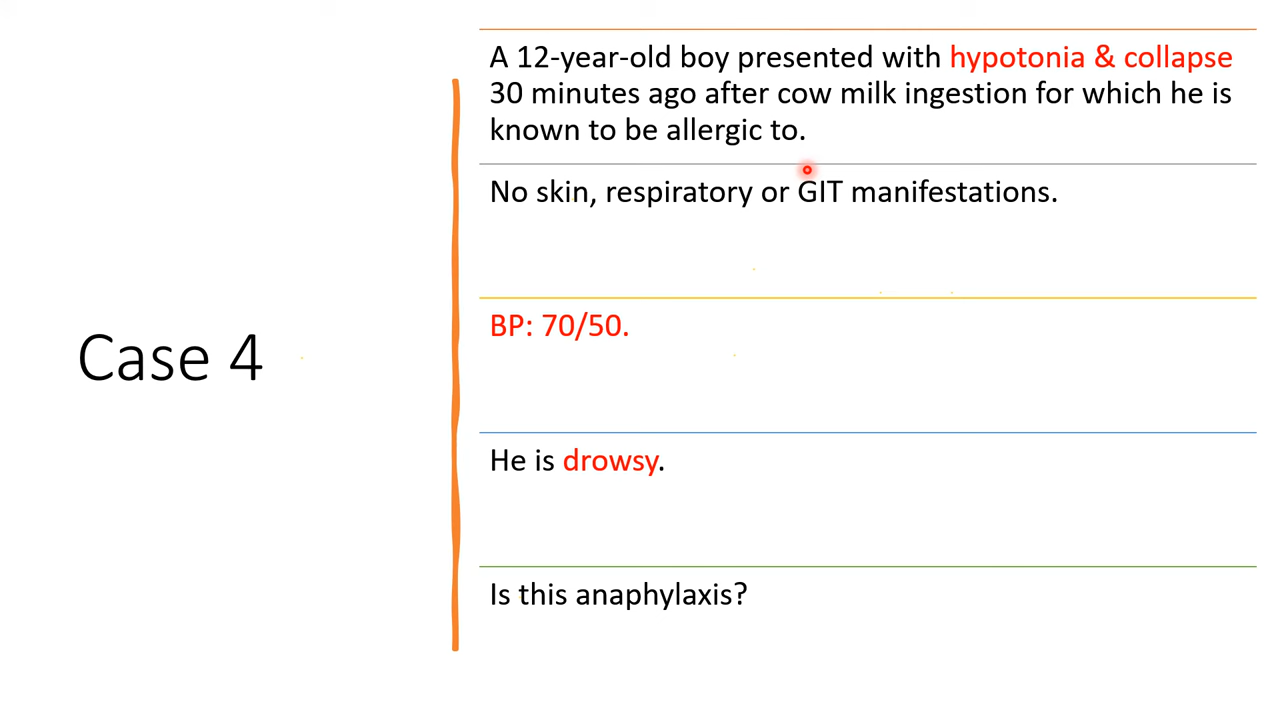 Case 4
A 12-year-old boy presented with hypotonia & collapse
30 minutes ago after cow milk ingestion for which he is
known to be allergic to.
No skin, respiratory or GIT manifestations.
BP: 70/50.
He is drowsy.
Is this anaphylaxis?